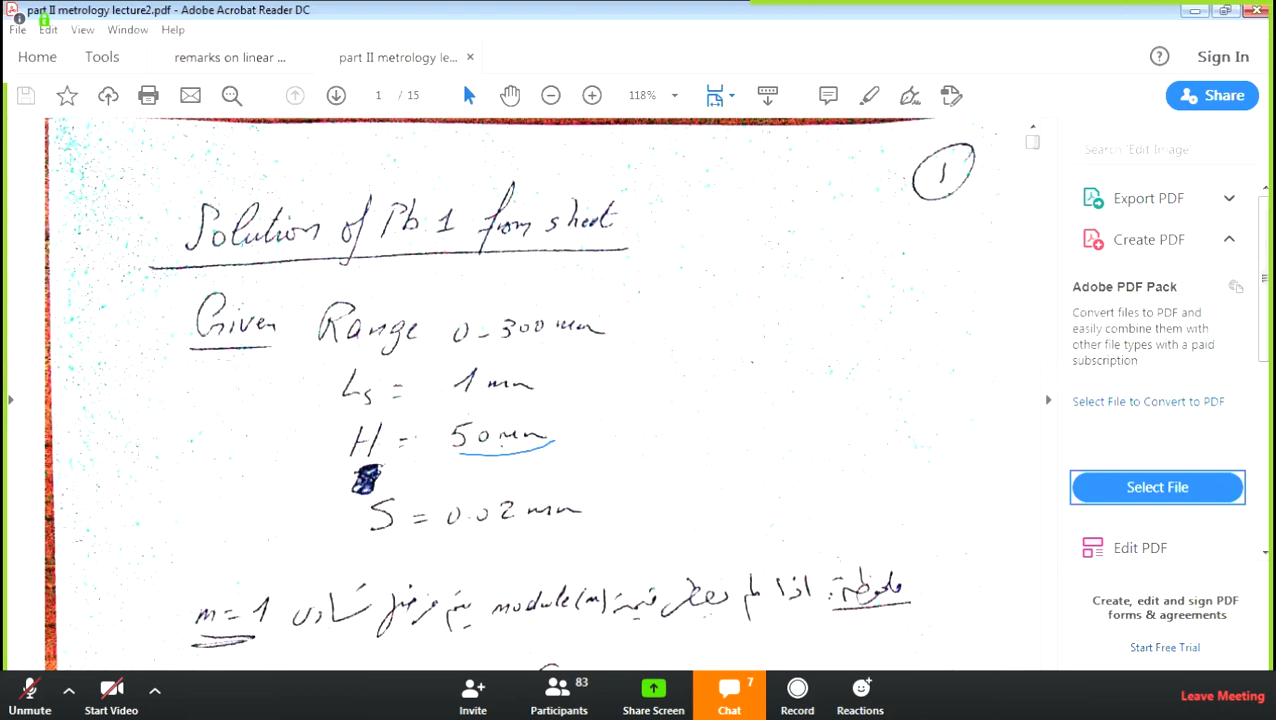 part II metrology lecture2.pdf - Adobe Acrobat Reader DC
File Edit View Window Help
Home Tools remarks on linear ... part II metrology le... × Sign In
1 / 15 118% Share
1
Solution of Pb 1 from sheet
Given Range 0 - 300 mm
Ls = 1 mm
H = 50 mm
S = 0.02 mm
ملحوظة: اذا لم يعطى قيمة module (m) يتم فرضها تساوى m = 1
Search 'Edit Image
Export PDF
Create PDF
Adobe PDF Pack
Convert files to PDF and
easily combine them with
other file types with a paid
subscription
Select File to Convert to PDF
Select File
Edit PDF
Create, edit and sign PDF
forms & agreements
Start Free Trial
Unmute Start Video Invite Participants 83 Share Screen Chat 7 Record Reactions Leave Meeting